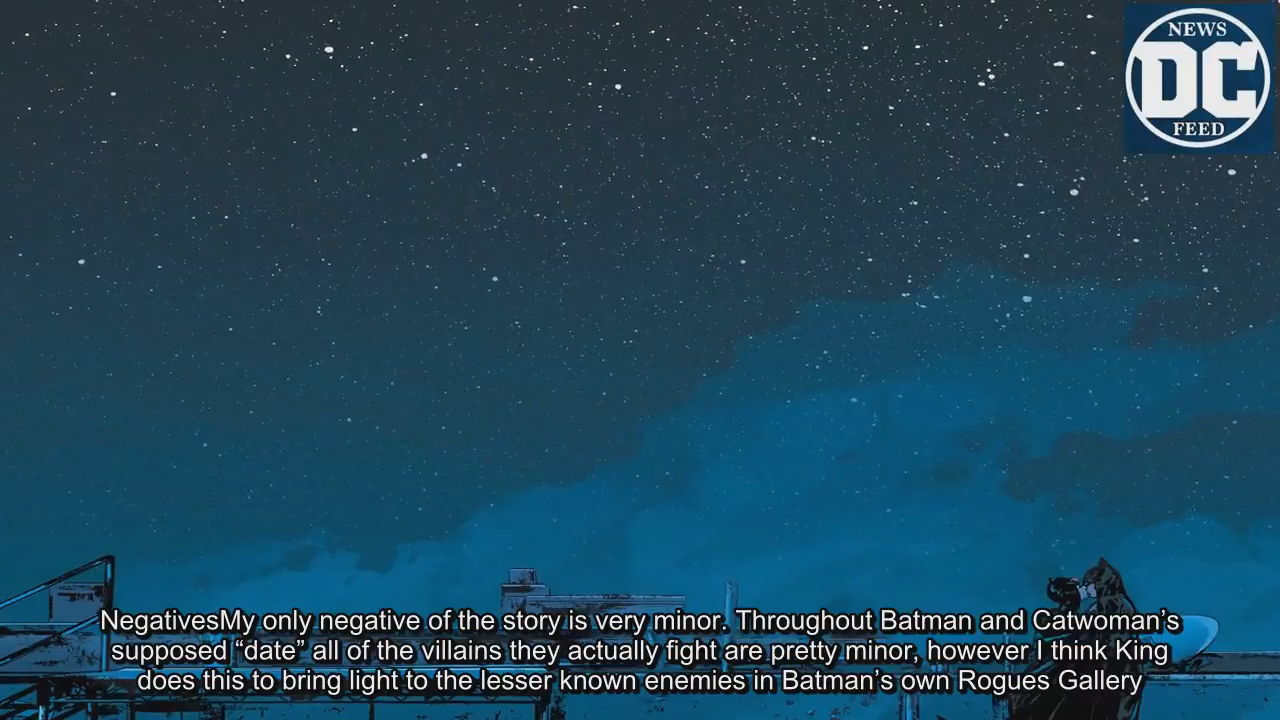 NEWS
DC
FEED
NegativesMy only negative of the story is very minor. Throughout Batman and Catwoman’s
supposed “date” all of the villains they actually fight are pretty minor, however I think King
does this to bring light to the lesser known enemies in Batman’s own Rogues Gallery